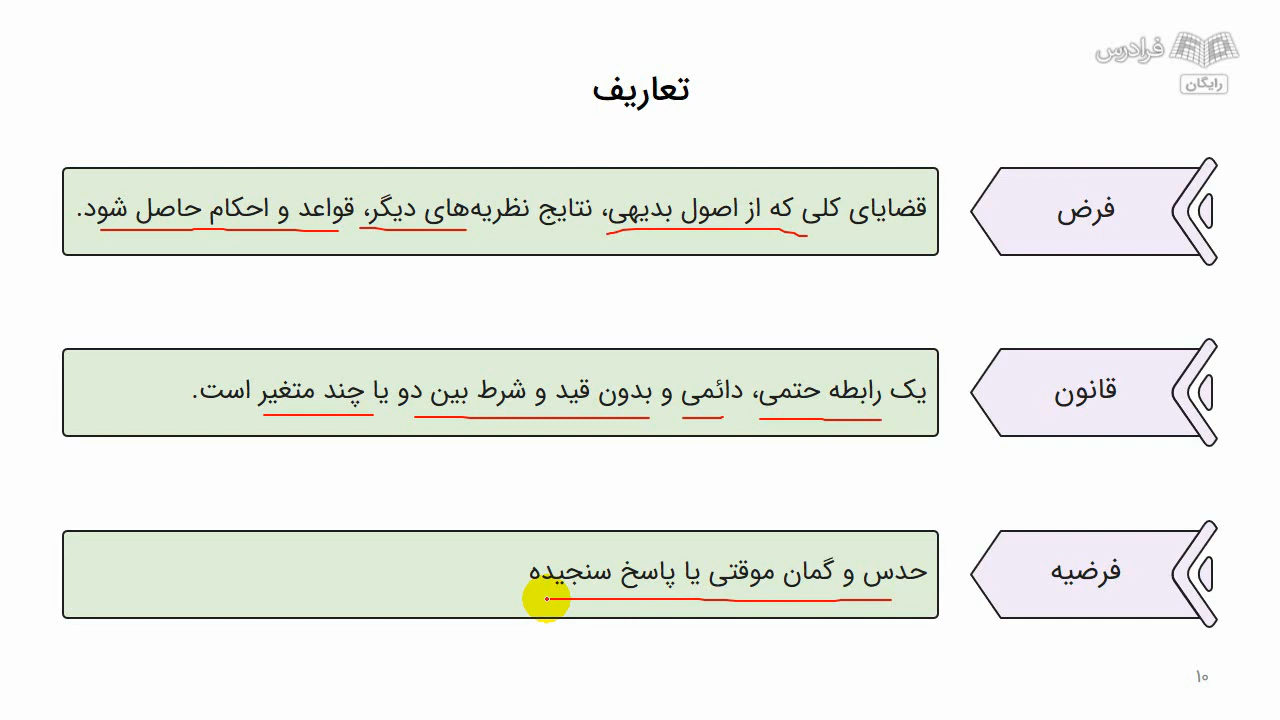 فرادرس
رایگان
تعاریف
فرض
قضایای کلی که از اصول بدیهی، نتایج نظریه‌های دیگر، قواعد و احکام حاصل شود.
قانون
یک رابطه حتمی، دائمی و بدون قید و شرط بین دو یا چند متغیر است.
فرضیه
حدس و گمان موقتی یا پاسخ سنجیده
۱۰